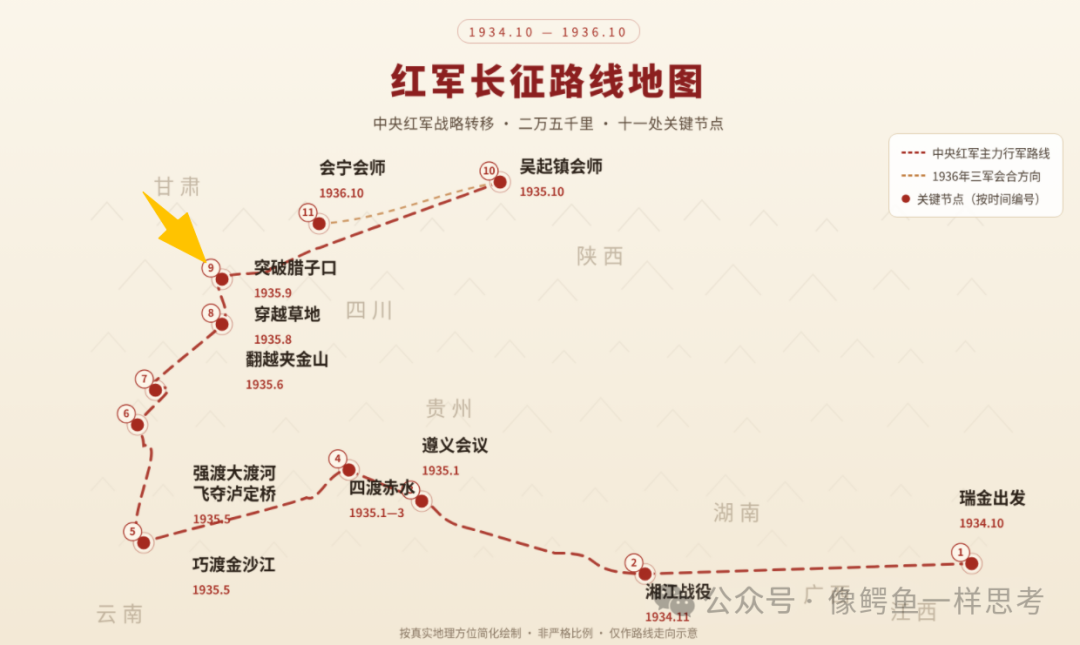 1934.10 — 1936.10
红军长征路线地图
中央红军战略转移 · 二万五千里 · 十一处关键节点
中央红军主力行军路线
1936年三军会合方向
关键节点（按时间编号）
会宁会师
1936.10
10
吴起镇会师
1935.10
甘肃
11
陕西
9
突破腊子口
1935.9
8
穿越草地
1935.8
四川
翻越夹金山
1935.6
7
6
贵州
遵义会议
1935.1
4
强渡大渡河
飞夺泸定桥
1935.5
四渡赤水
1935.1—3
湖南
瑞金出发
1934.10
5
巧渡金沙江
1935.5
2
湘江战役
1934.11
1
广西
江西
云南
公众号 · 像鳄鱼一样思考
按真实地理方位简化绘制 · 非严格比例 · 仅作路线走向示意